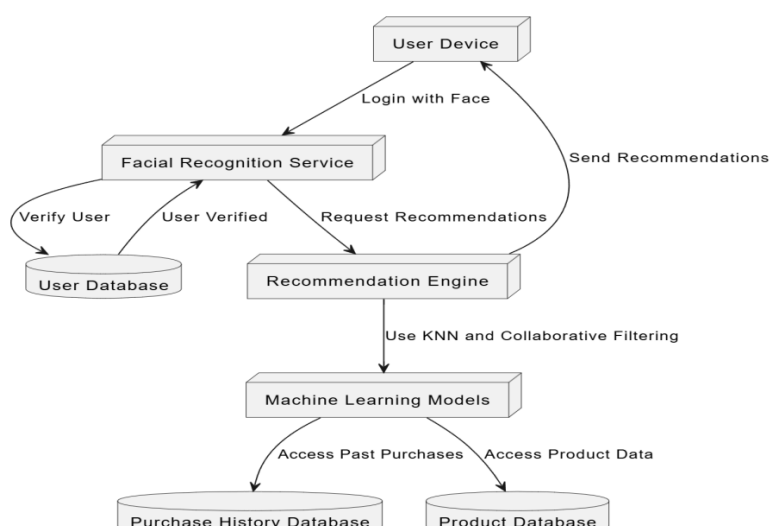 User Device
Login with Face
Facial Recognition Service
Send Recommendations
Verify User
User Verified
Request Recommendations
User Database
Recommendation Engine
Use KNN and Collaborative Filtering
Machine Learning Models
Access Past Purchases
Access Product Data
Purchase History Database
Product Database